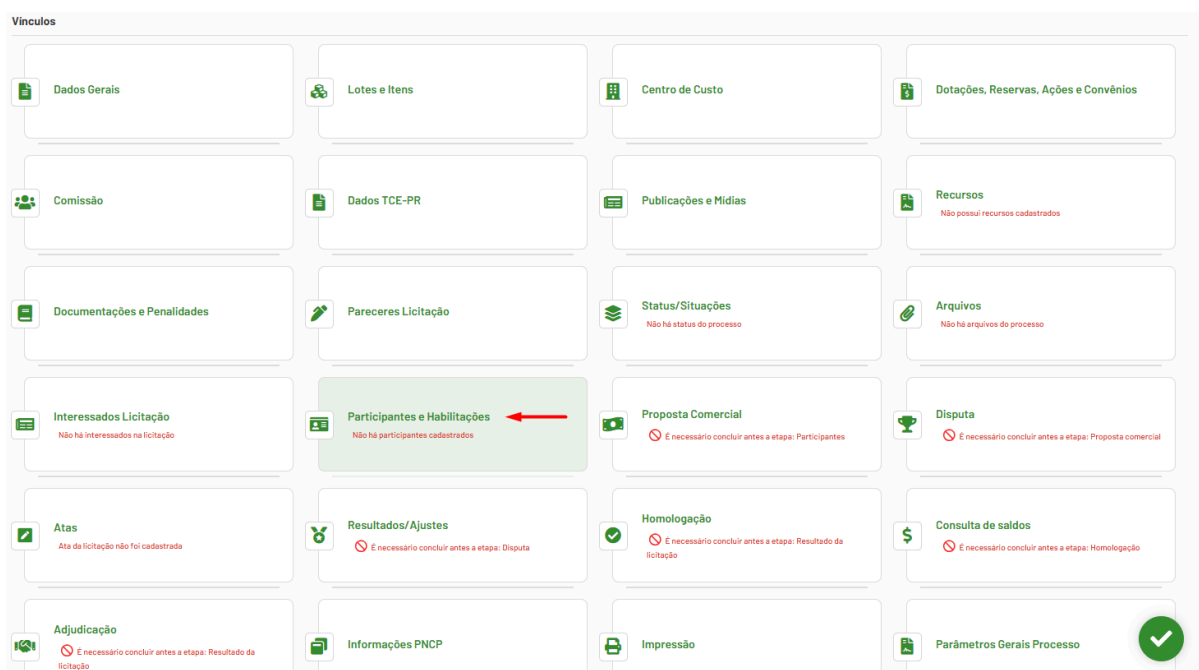 Vínculos
Dados Gerais
Lotes e Itens
Centro de Custo
Dotações, Reservas, Ações e Convênios
Comissão
Dados TCE-PR
Publicações e Mídias
Recursos
Não possui recursos cadastrados
Documentações e Penalidades
Pareceres Licitação
Status/Situações
Não há status do processo
Arquivos
Não há arquivos do processo
Interessados Licitação
Não há interessados na licitação
Participantes e Habilitações
Não há participantes cadastrados
Proposta Comercial
É necessário concluir antes a etapa: Participantes
Disputa
É necessário concluir antes a etapa: Proposta comercial
Atas
Ata da licitação não foi cadastrada
Resultados/Ajustes
É necessário concluir antes a etapa: Disputa
Homologação
É necessário concluir antes a etapa: Resultado da
licitação
Consulta de saldos
É necessário concluir antes a etapa: Homologação
Adjudicação
É necessário concluir antes a etapa: Resultado da
licitação
Informações PNCP
Impressão
Parâmetros Gerais Processo